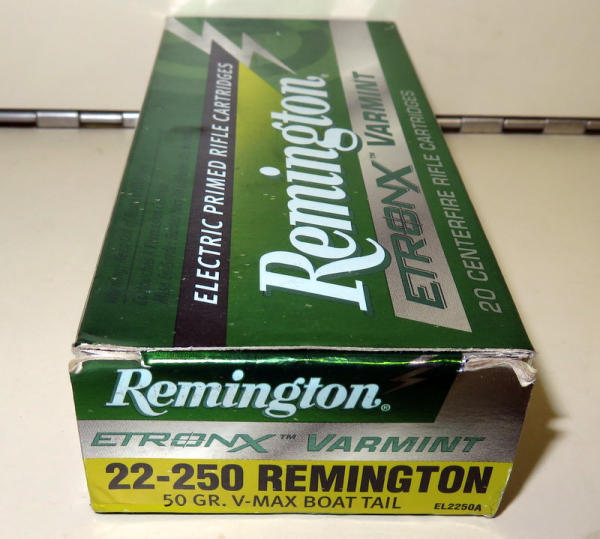 ELECTRIC PRIMED RIFLE CARTRIDGES
Remington®
ETRONX™ VARMINT
20 CENTERFIRE RIFLE CARTRIDGES
Remington®
ETRONX™ VARMINT
22-250 REMINGTON
50 GR. V-MAX BOAT TAIL
EL2250A